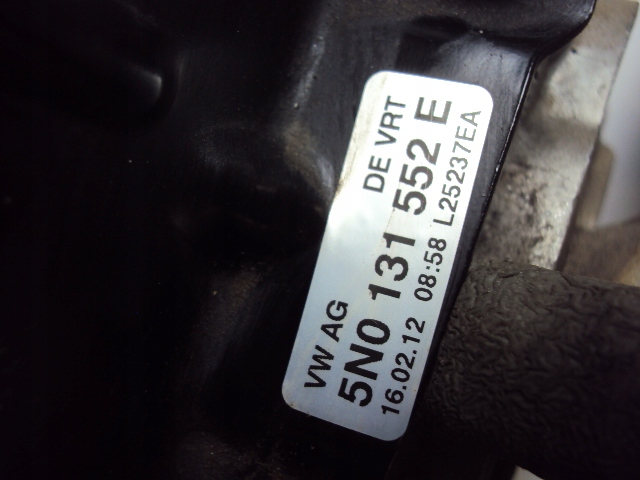 VW AG DE VRT
5N0 131 552 E
16.02.12 08:58 L25237EA